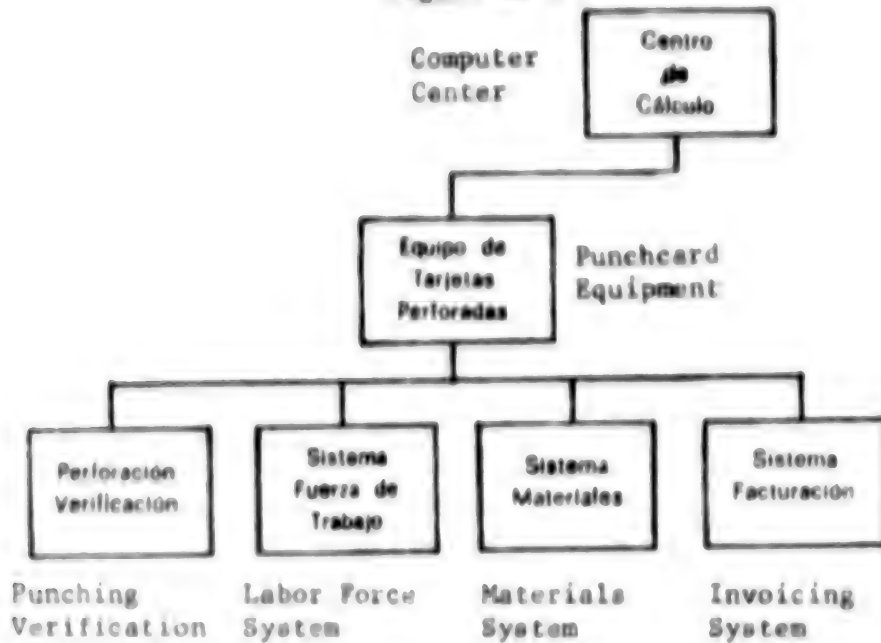 Computer
Center
Centro
de
Cálculo
Equipo de
Tarjetas
Perforadas
Punchcard
Equipment
Perforación
Verificación
Sistema
Fuerza de
Trabajo
Sistema
Materiales
Sistema
Facturación
Punching
Verification
Labor Force
System
Materials
System
Invoicing
System